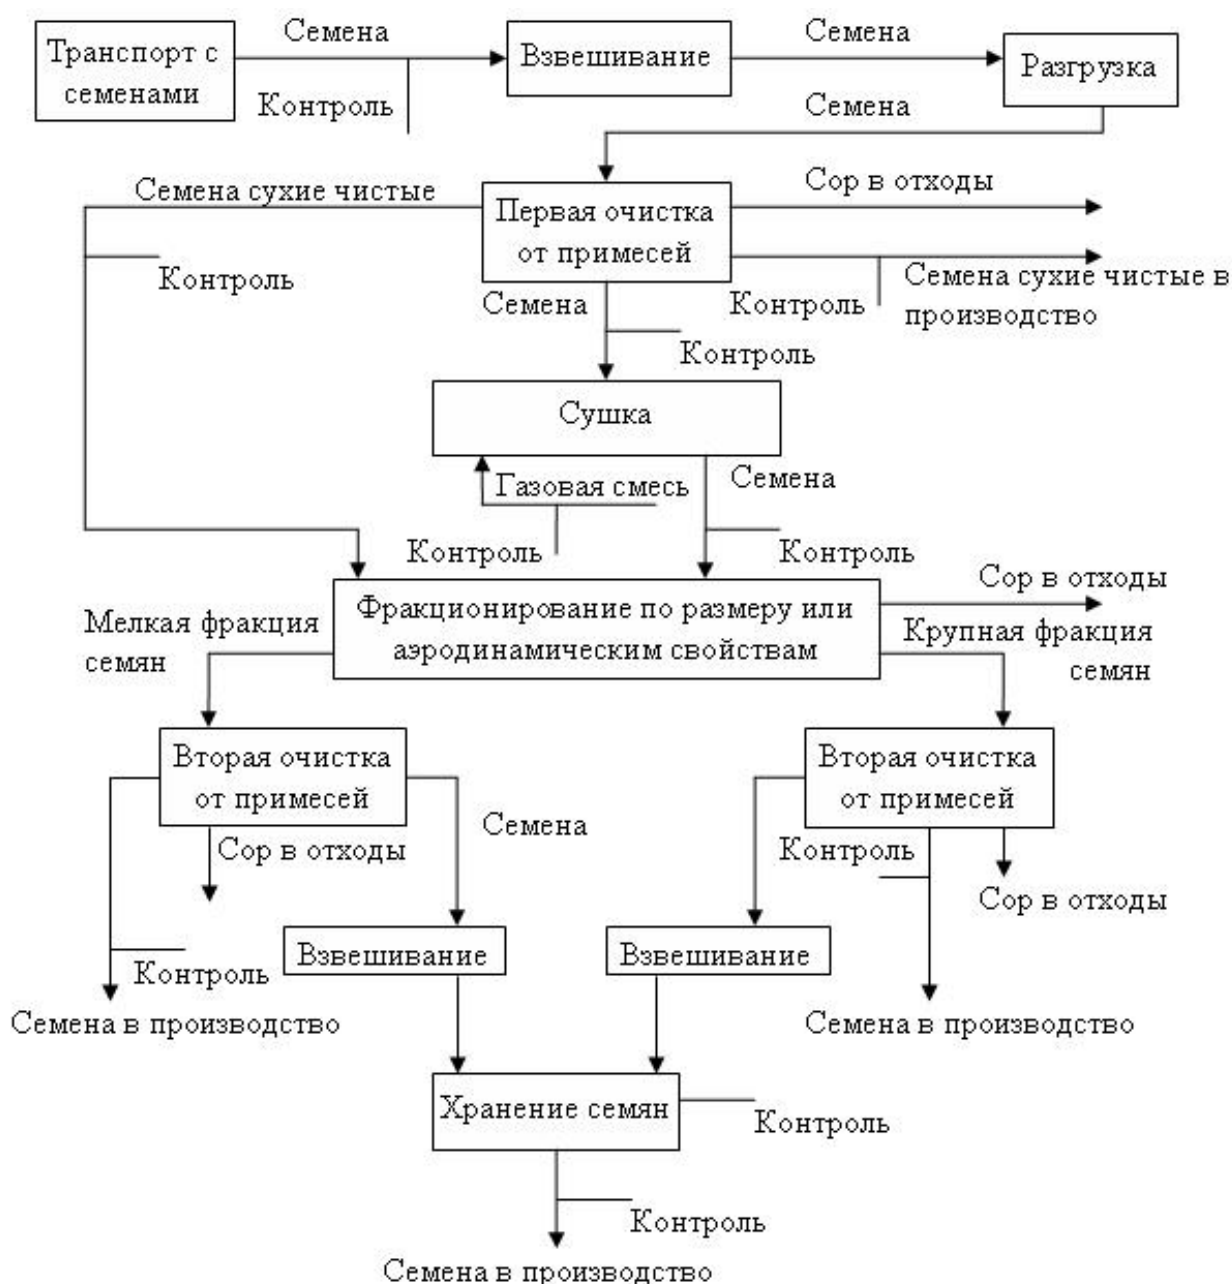 Семена
Семена
Транспорт с
семенами
Взвешивание
Разгрузка
Контроль
Семена
Семена сухие чистые
Сор в отходы
Первая очистка
от примесей
Контроль
Семена
Контроль
Семена сухие чистые в
производство
Контроль
Сушка
Семена
Газовая смесь
Контроль
Контроль
Сор в отходы
Фракционирование по размеру или
аэродинамическим свойствам
Мелкая фракция
семян
Крупная фракция
семян
Вторая очистка
от примесей
Вторая очистка
от примесей
Семена
Сор в отходы
Контроль
Сор в отходы
Взвешивание
Взвешивание
Контроль
Семена в производство
Семена в производство
Хранение семян
Контроль
Контроль
Семена в производство